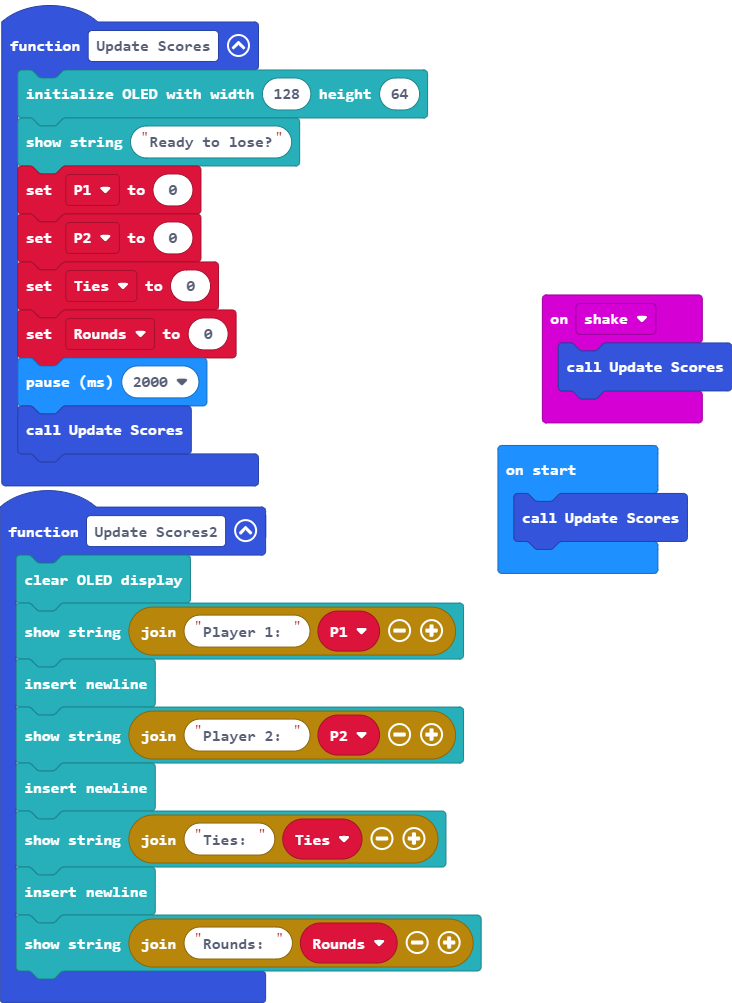 function Update Scores
initialize OLED with width 128 height 64
show string "Ready to lose?"
set P1 to 0
set P2 to 0
set Ties to 0
set Rounds to 0
pause (ms) 2000
call Update Scores
on shake
call Update Scores
on start
call Update Scores
function Update Scores2
clear OLED display
show string join "Player 1: " P1
insert newline
show string join "Player 2: " P2
insert newline
show string join "Ties: " Ties
insert newline
show string join "Rounds: " Rounds